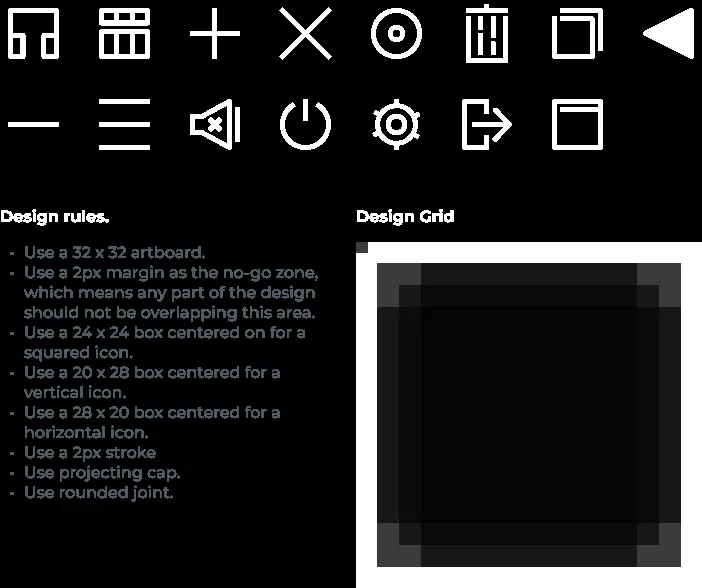 Design rules.
- Use a 32 x 32 artboard.
- Use a 2px margin as the no-go zone,
which means any part of the design
should not be overlapping this area.
- Use a 24 x 24 box centered on for a
squared icon.
- Use a 20 x 28 box centered for a
vertical icon.
- Use a 28 x 20 box centered for a
horizontal icon.
- Use a 2px stroke
- Use projecting cap.
- Use rounded joint.
Design Grid